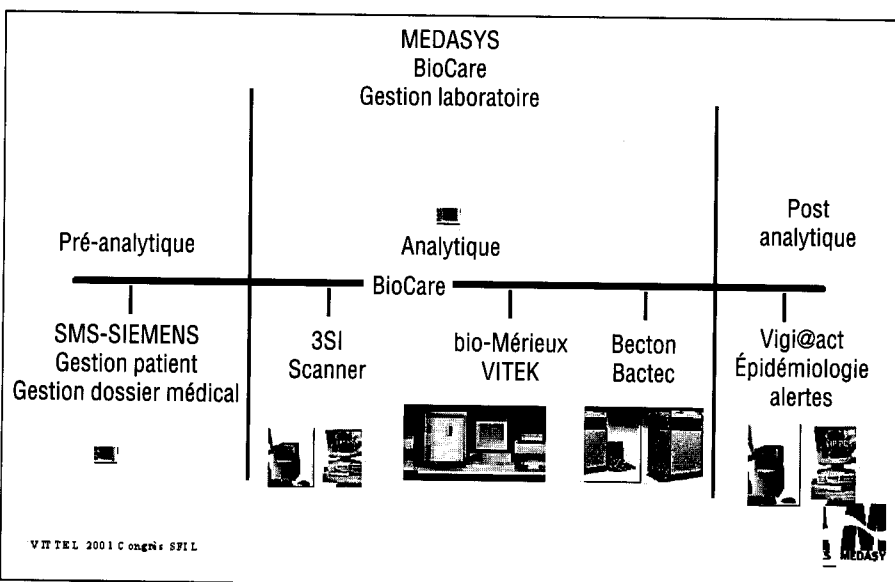 MEDASYS
BioCare
Gestion laboratoire
Pré-analytique
Analytique
Post
analytique
BioCare
SMS-SIEMENS
Gestion patient
Gestion dossier médical
3SI
Scanner
bio-Mérieux
VITEK
Becton
Bactec
Vigi@act
Épidémiologie
alertes
VITTEL 2001 Congrès SFIL
S MEDASY